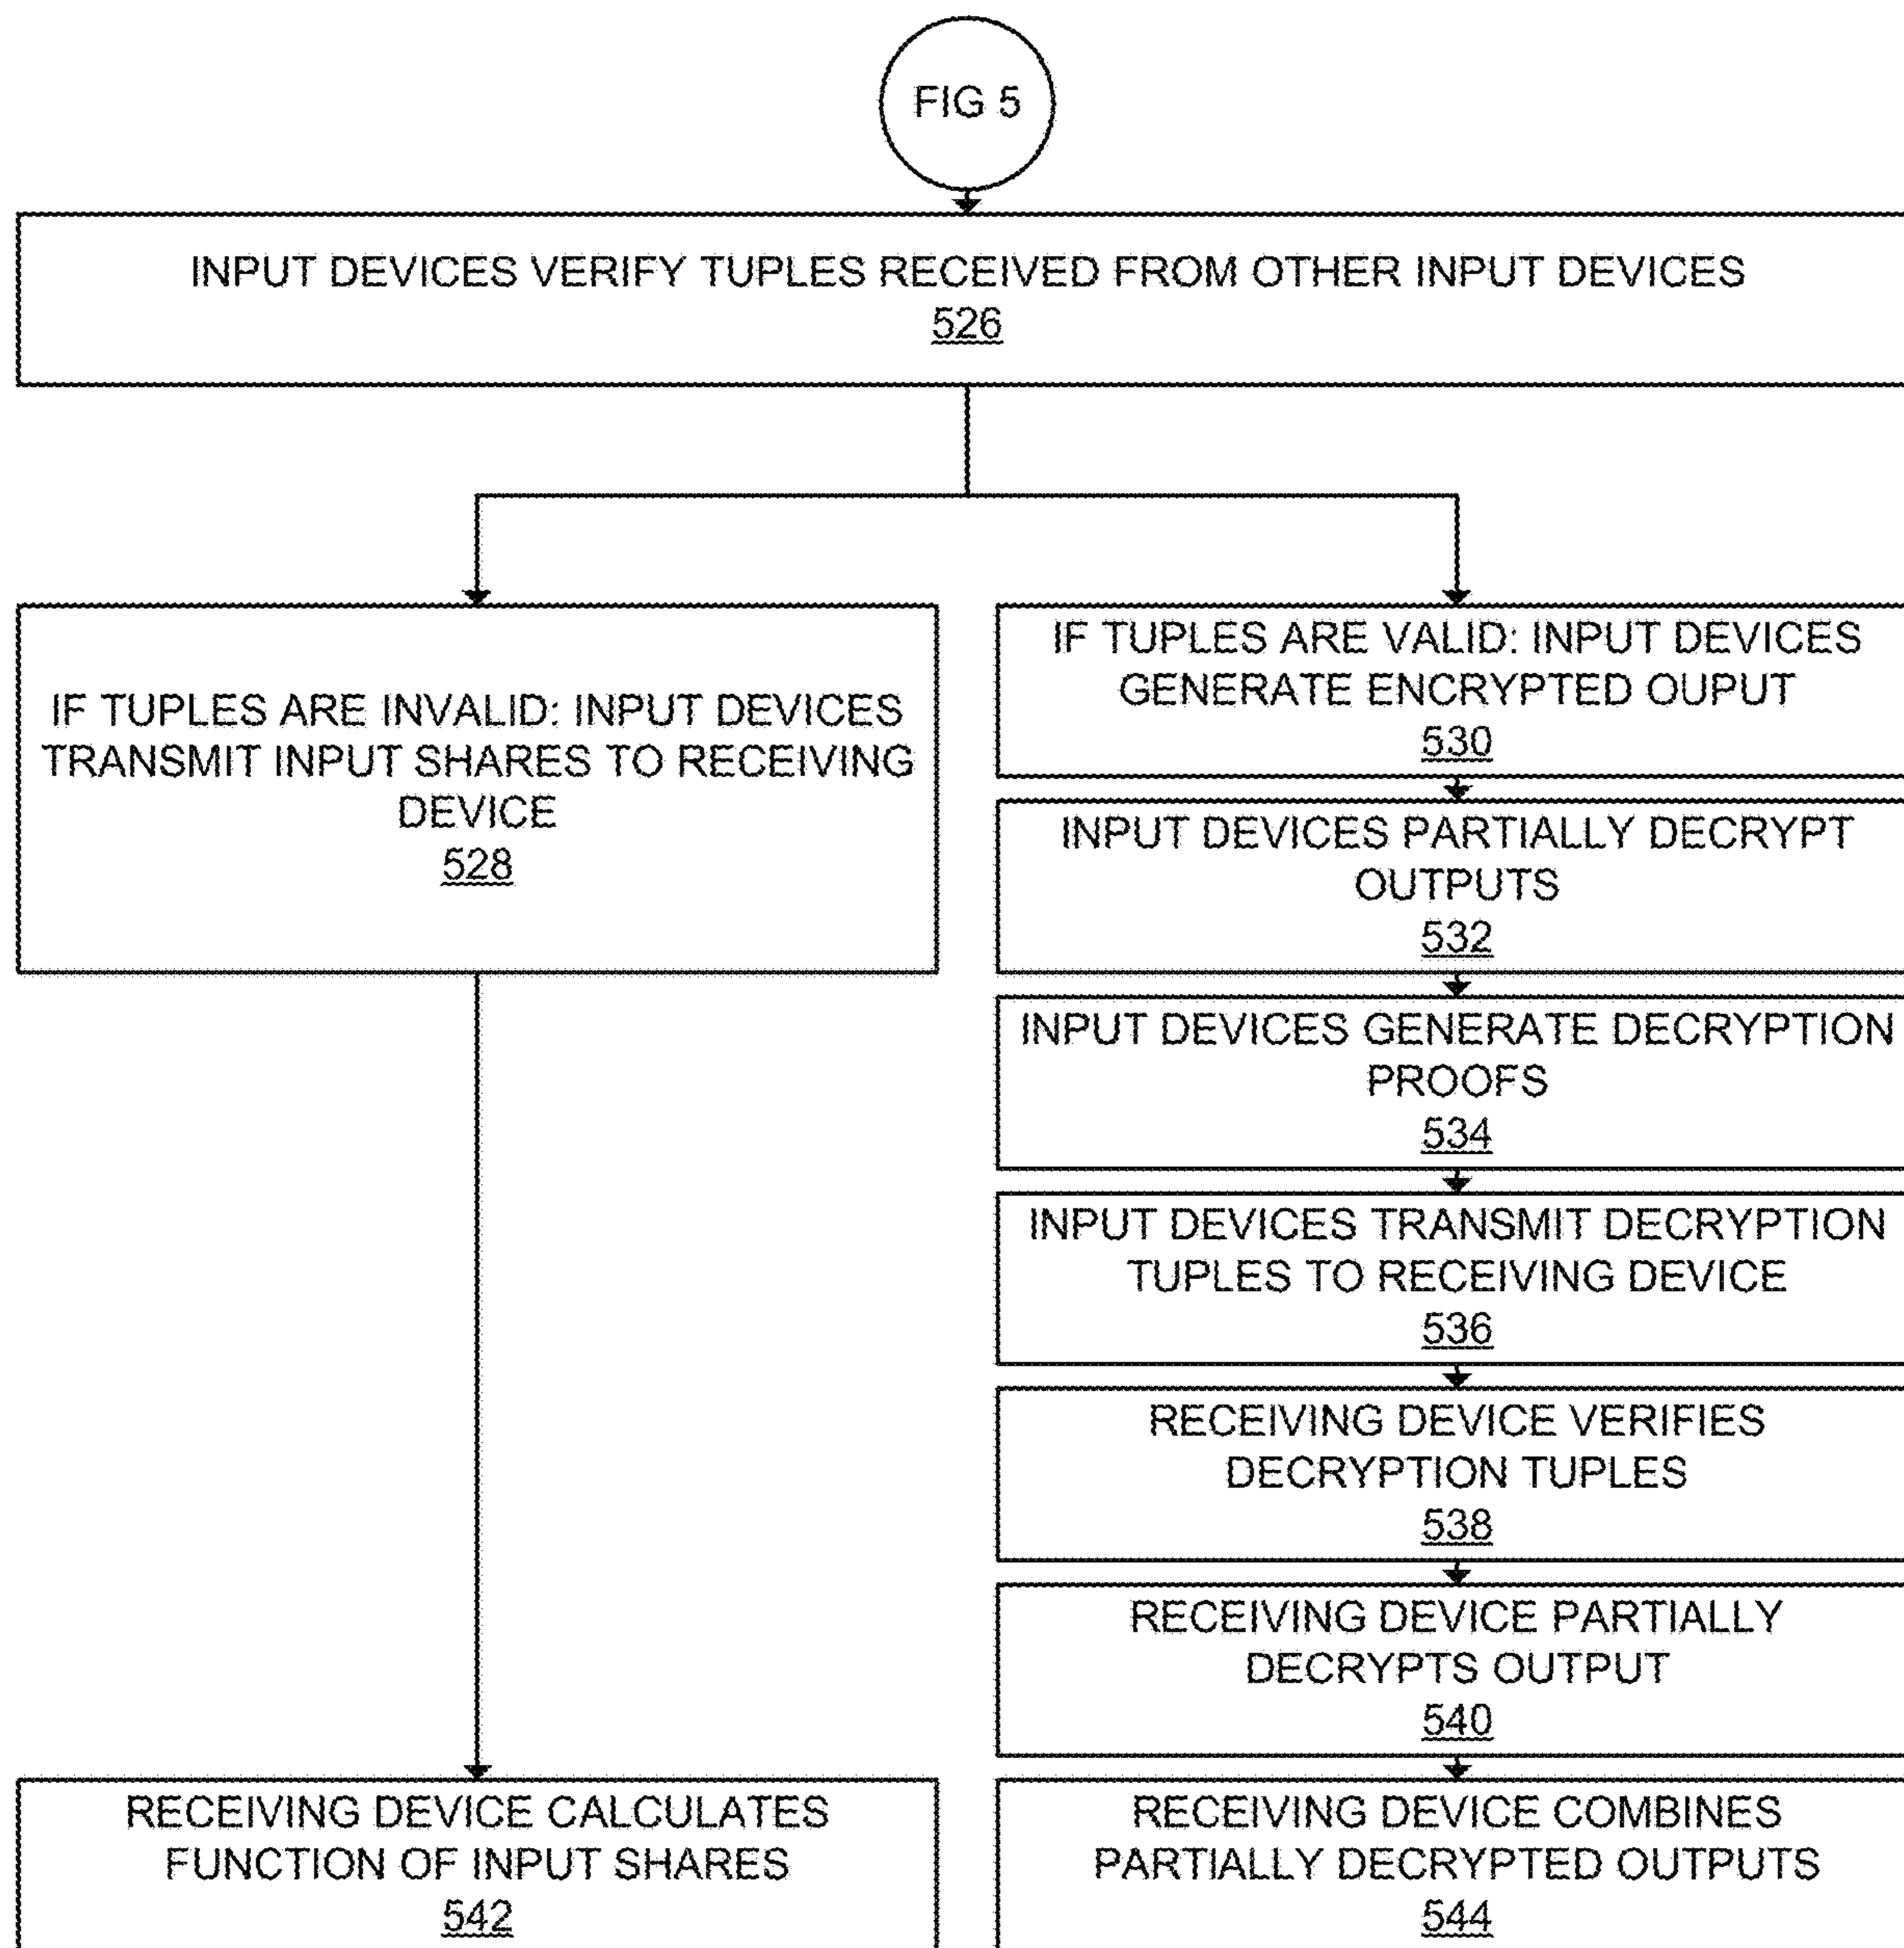 FIG 5
INPUT DEVICES VERIFY TUPLES RECEIVED FROM OTHER INPUT DEVICES
526
IF TUPLES ARE INVALID: INPUT DEVICES
TRANSMIT INPUT SHARES TO RECEIVING
DEVICE
528
IF TUPLES ARE VALID: INPUT DEVICES
GENERATE ENCRYPTED OUPUT
530
INPUT DEVICES PARTIALLY DECRYPT
OUTPUTS
532
INPUT DEVICES GENERATE DECRYPTION
PROOFS
534
INPUT DEVICES TRANSMIT DECRYPTION
TUPLES TO RECEIVING DEVICE
536
RECEIVING DEVICE VERIFIES
DECRYPTION TUPLES
538
RECEIVING DEVICE PARTIALLY
DECRYPTS OUTPUT
540
RECEIVING DEVICE CALCULATES
FUNCTION OF INPUT SHARES
542
RECEIVING DEVICE COMBINES
PARTIALLY DECRYPTED OUTPUTS
544